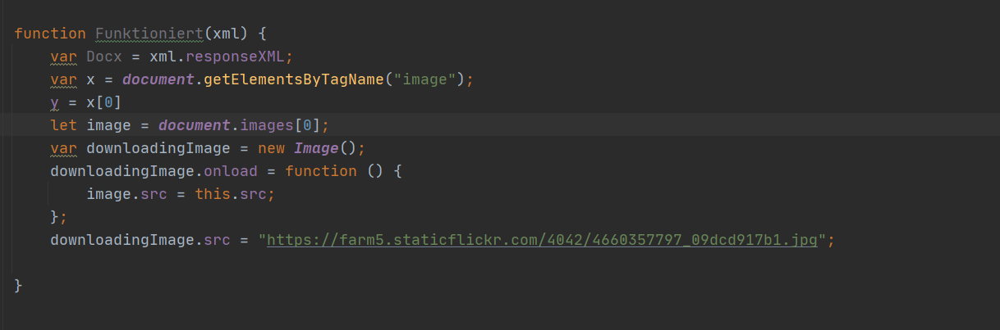 function Funktioniert(xml) {
    var Docx = xml.responseXML;
    var x = document.getElementsByTagName("image");
    y = x[0]
    let image = document.images[0];
    var downloadingImage = new Image();
    downloadingImage.onload = function () {
        image.src = this.src;
    };
    downloadingImage.src = "https://farm5.staticflickr.com/4042/4660357797_09dcd917b1.jpg";
}